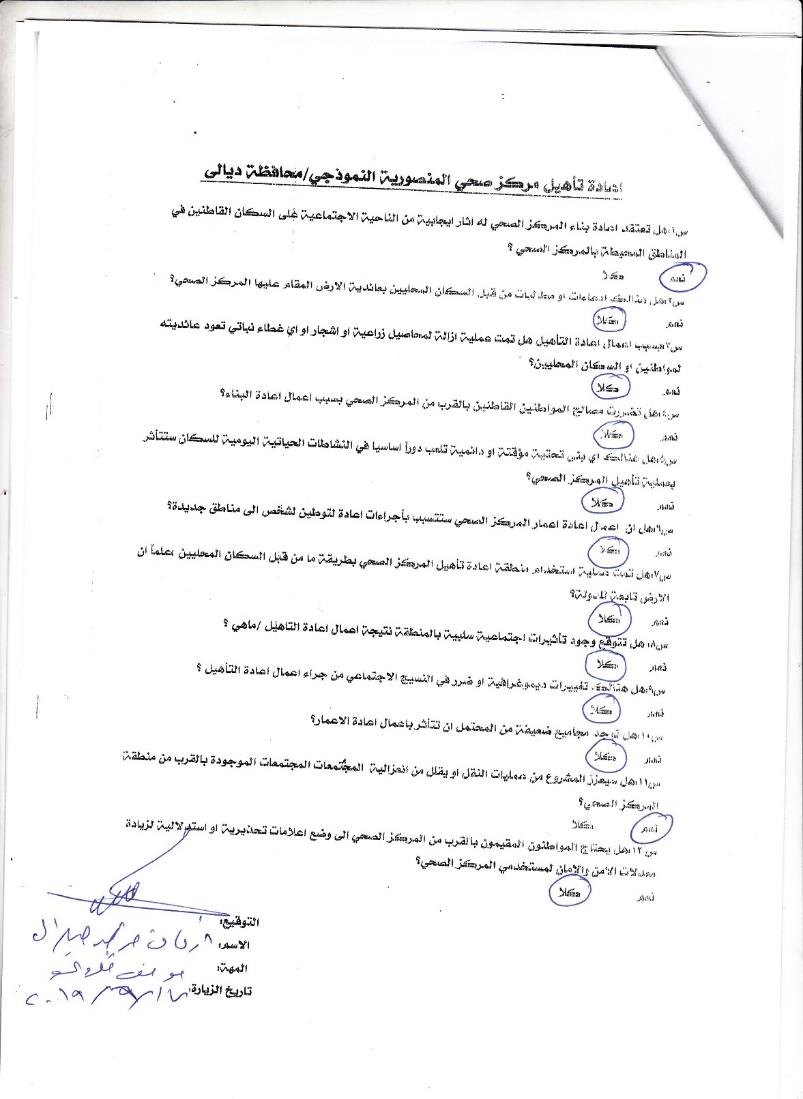 اعادة تأهيل مركز صحي المنصورية النموذجي/محافظة ديالى
س١:هل تعتقد اعادة بناء المركز الصحي له اثار ايجابية من الناحية الاجتماعية على السكان القاطنين في
المناطق المحيطة بالمركز الصحي ؟
نعم كلا
س٢:هل هنالك ادعاءات او مطالبات من قبل السكان المحليين بعائدية الارض المقام عليها المركز الصحي؟
نعم كلا
س٣:بسبب اعمال اعادة التأهيل هل تمت عملية ازالة لمحاصيل زراعية او اشجار او اي غطاء نباتي تعود عائديته
لمواطنين او السكان المحليين؟
نعم كلا
س٤:هل تضررت مصالح المواطنين القاطنين بالقرب من المركز الصحي بسبب اعمال اعادة البناء؟
نعم كلا
س٥:هل هنالك اي بنى تحتية مؤقتة او دائمية تلعب دوراً اساسيا في النشاطات الحياتية اليومية للسكان ستتأثر
بعملية تأهيل المركز الصحي؟
نعم كلا
س٦:هل ان اعمال اعادة اعمار المركز الصحي ستتسبب بأجراءات اعادة لتوطين لشخص الى مناطق جديدة؟
نعم كلا
س٧:هل تمت عملية استخدام منطقة اعادة تأهيل المركز الصحي بطريقة ما من قبل السكان المحليين ،علماً ان
الارض تابعة للدولة؟
نعم كلا
س٨:هل تتوقع وجود تأثيرات اجتماعية سلبية بالمنطقة نتيجة اعمال اعادة التاهيل /ماهي ؟
نعم كلا
س٩:هل هنالك تغييرات ديموغرافية او ضرر في النسيج الاجتماعي من جراء اعمال اعادة التأهيل ؟
نعم كلا
س١٠:هل توجد مجاميع ضعيفة من المحتمل ان تتأثر باعمال اعادة الاعمار؟
نعم كلا
س١١:هل سيعزز المشروع من عمليات النقل او يقلل من انعزالية المجتمعات المجتمعات الموجودة بالقرب من منطقة
المركز الصحي؟
نعم كلا
س١٢:هل يحتاج المواطنون المقيمون بالقرب من المركز الصحي الى وضع اعلامات تحذيرية او استدلالية لزيادة
معدلات الامن والامان لمستخدمي المركز الصحي؟
نعم كلا
التوقيع:
الاسم:
المهة:
تاريخ الزيارة: ٢٠١٩